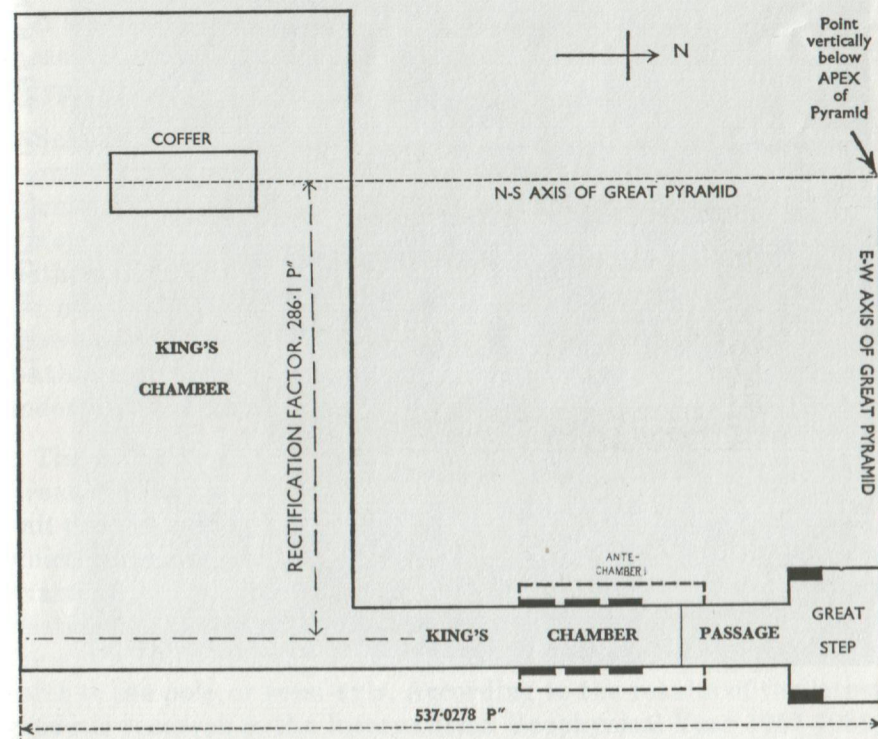 Point
vertically
below
APEX
of
Pyramid
N
COFFER
N-S AXIS OF GREAT PYRAMID
E-W AXIS OF GREAT PYRAMID
RECTIFICATION FACTOR. 286·1 P"
KING'S
CHAMBER
ANTE-
CHAMBER
KING'S CHAMBER PASSAGE
GREAT
STEP
537·0278 P"